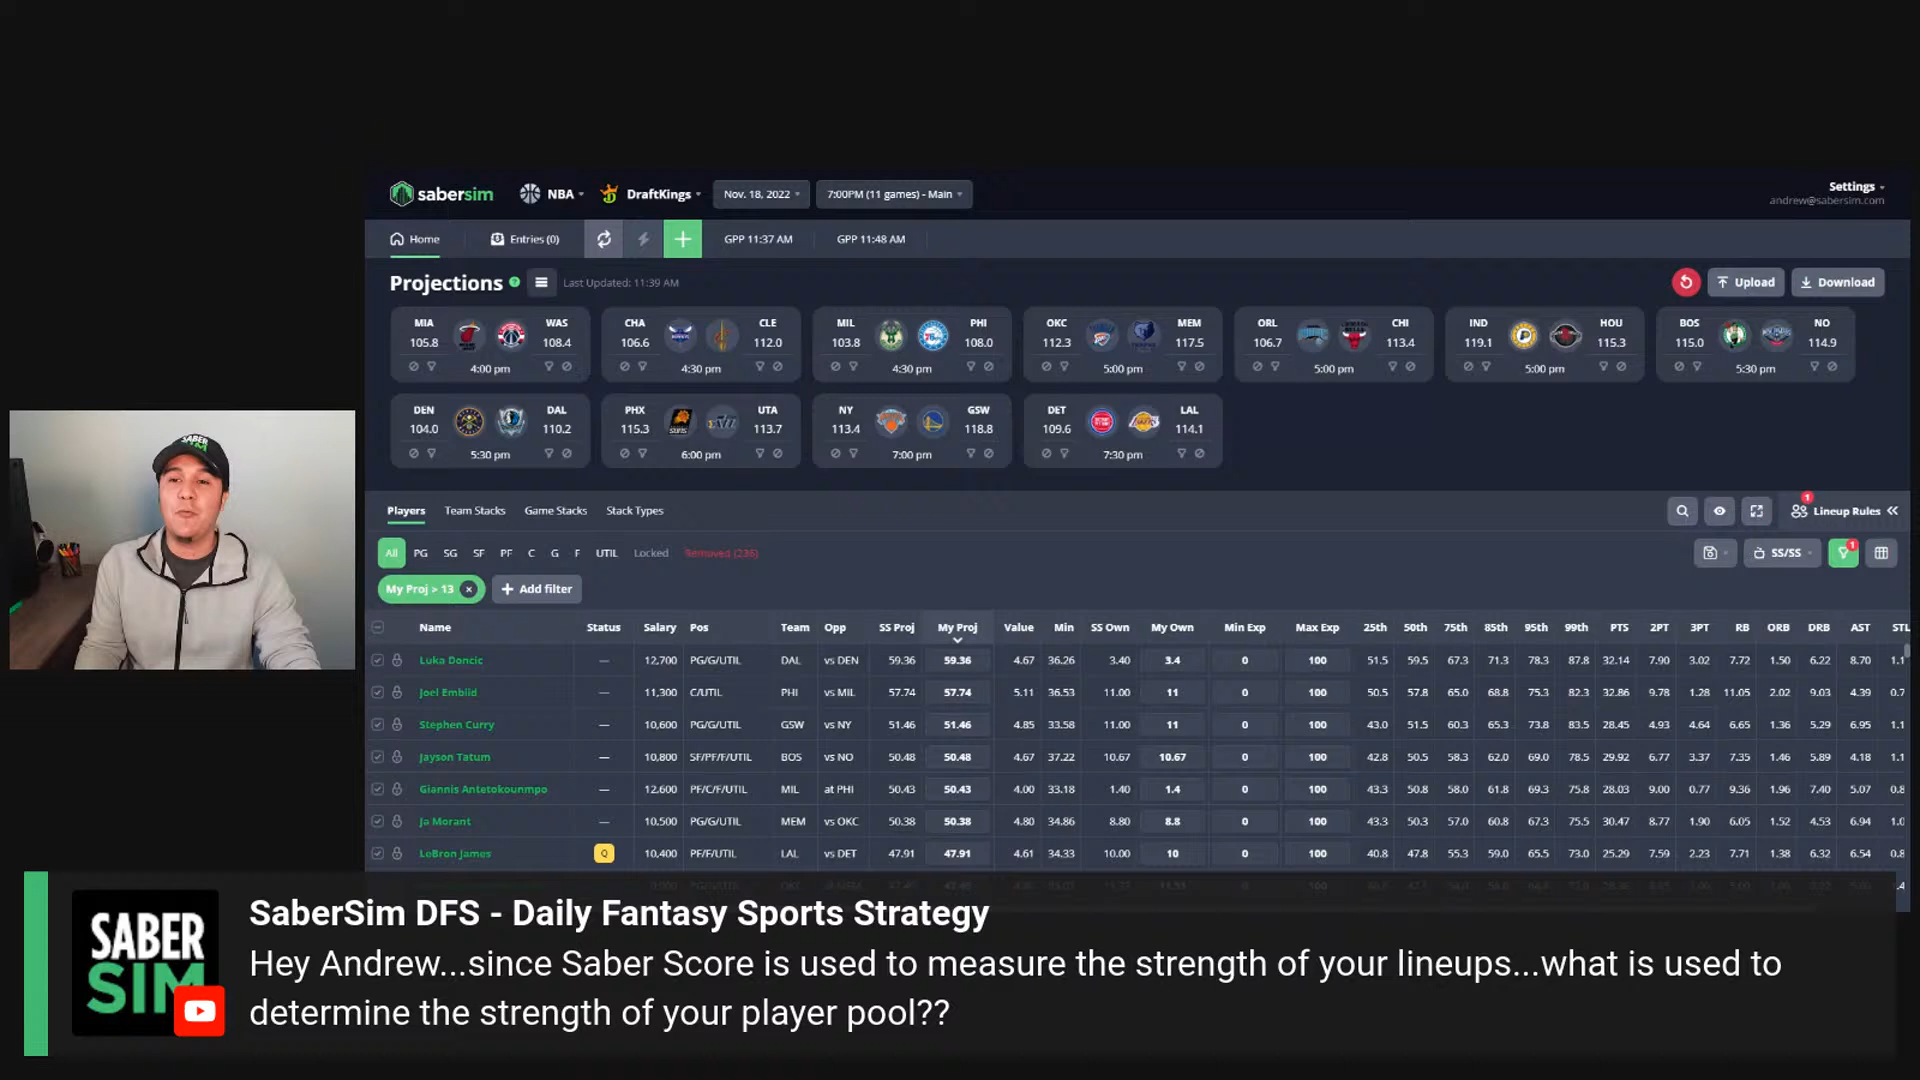 sabersim NBA DraftKings Nov. 18, 2022 7:00PM (11 games) - Main Settings
andrew@sabersim.com
Home Entries (0) + GPP 11:37 AM GPP 11:48 AM
Projections Last Updated: 11:39 AM Upload Download
MIA WAS CHA CLE MIL PHI OKC MEM ORL CHI IND HOU BOS NO
105.8 108.4 106.6 112.0 103.8 108.0 112.3 117.5 106.7 113.4 119.1 115.3 115.0 114.9
4:00 pm 4:30 pm 4:30 pm 5:00 pm 5:00 pm 5:00 pm 5:30 pm
DEN DAL PHX UTA NY GSW DET LAL
104.0 110.2 115.3 113.7 113.4 118.8 109.6 114.1
5:30 pm 6:00 pm 7:00 pm 7:30 pm
Players Team Stacks Game Stacks Stack Types 1 Lineup Rules
All PG SG SF PF C G F UTIL Locked Removed (236) SS/SS 1
My Proj > 13 Add filter
Name Status Salary Pos Team Opp SS Proj My Proj Value Min SS Own My Own Min Exp Max Exp 25th 50th 75th 85th 95th 99th PTS 2PT 3PT RB ORB DRB AST STL
Luka Doncic — 12,700 PG/G/UTIL DAL vs DEN 59.36 59.36 4.67 36.26 3.40 3.4 0 100 51.5 59.5 67.3 71.3 78.3 87.8 32.14 7.90 3.02 7.72 1.50 6.22 8.70 1.1
Joel Embiid — 11,300 C/UTIL PHI vs MIL 57.74 57.74 5.11 36.53 11.00 11 0 100 50.5 57.8 65.0 68.8 75.3 82.3 32.86 9.78 1.28 11.05 2.02 9.03 4.39 0.7
Stephen Curry — 10,600 PG/G/UTIL GSW vs NY 51.46 51.46 4.85 33.58 11.00 11 0 100 43.0 51.5 60.3 65.3 73.8 83.5 28.45 4.93 4.64 6.65 1.36 5.29 6.95 1.1
Jayson Tatum — 10,800 SF/PF/F/UTIL BOS vs NO 50.48 50.48 4.67 37.22 10.67 10.67 0 100 42.8 50.5 58.3 62.0 69.0 78.5 29.92 6.77 3.37 7.35 1.46 5.89 4.18 1.1
Giannis Antetokounmpo — 12,600 PF/C/F/UTIL MIL at PHI 50.43 50.43 4.00 33.18 1.40 1.4 0 100 43.3 50.8 58.0 61.8 69.3 75.8 28.03 9.00 0.77 9.36 1.96 7.40 5.07 0.8
Ja Morant — 10,500 PG/G/UTIL MEM vs OKC 50.38 50.38 4.80 34.86 8.80 8.8 0 100 43.3 50.3 57.0 60.8 67.3 75.5 30.47 8.77 1.90 6.05 1.52 4.53 6.94 1.0
LeBron James Q 10,400 PF/F/UTIL LAL vs DET 47.91 47.91 4.61 34.33 10.00 10 0 100 40.8 47.8 55.3 59.0 65.5 73.0 25.29 7.59 2.23 7.71 1.38 6.32 6.54 0.8
SABER SIM
SABER
SIM
SaberSim DFS - Daily Fantasy Sports Strategy
Hey Andrew...since Saber Score is used to measure the strength of your lineups...what is used to
determine the strength of your player pool??